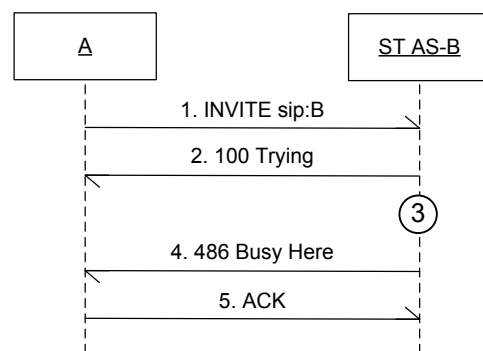 A
ST AS-B
1. INVITE sip:B
2. 100 Trying
3
4. 486 Busy Here
5. ACK